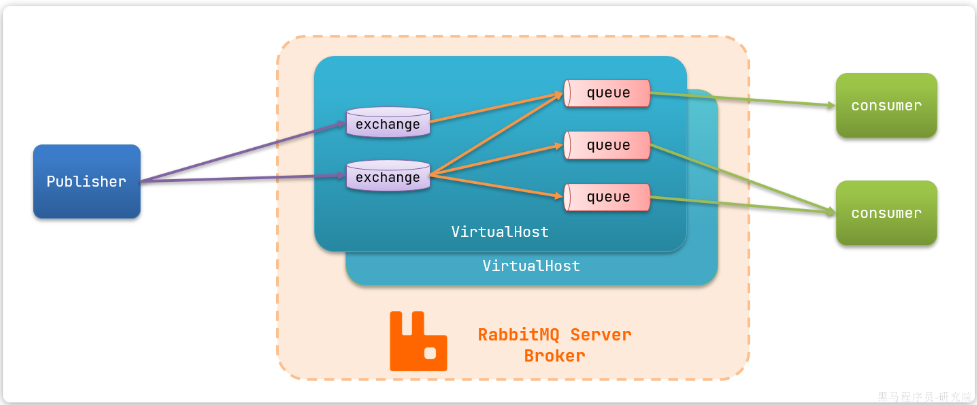 Publisher
exchange
exchange
queue
queue
queue
VirtualHost
VirtualHost
RabbitMQ Server
Broker
consumer
consumer
黑马程序员-研究院